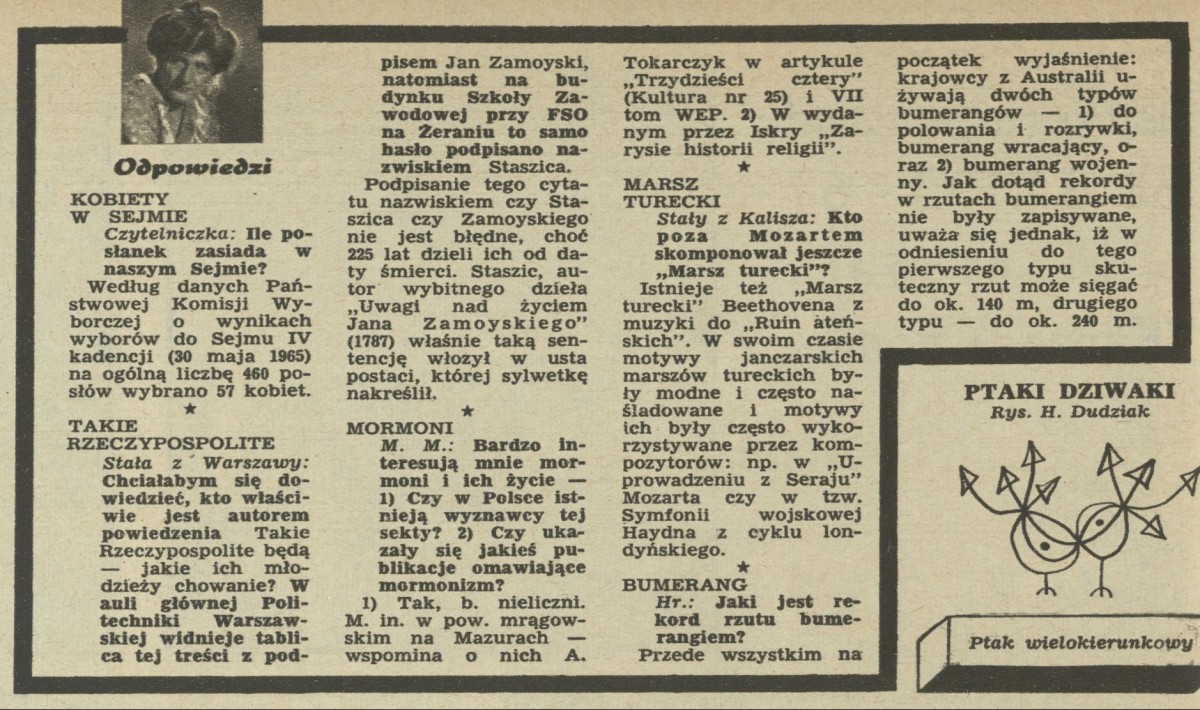 Odpowiedzi
KOBIETY
W SEJMIE
Czytelniczka: Ile po-
słanek zasiada w
naszym Sejmie?
Według danych Pań-
stwowej Komisji Wy-
borczej o wynikach
wyborów do Sejmu IV
kadencji (30 maja 1965)
na ogólną liczbę 460 po-
słów wybrano 57 kobiet.
★
TAKIE
RZECZYPOSPOLITE
Stała z Warszawy:
Chciałabym się do-
wiedzieć, kto właści-
wie jest autorem
powiedzenia Takie
Rzeczypospolite będą
— jakie ich mło-
dzieży chowanie? W
auli głównej Poli-
techniki Warszaw-
skiej widnieje tabli-
ca tej treści z pod-
pisem Jan Zamoyski,
natomiast na bu-
dynku Szkoły Za-
wodowej przy FSO
na Żeraniu to samo
hasło podpisano na-
zwiskiem Staszica.
Podpisanie tego cyta-
tu nazwiskiem czy Sta-
szica czy Zamoyskiego
nie jest błędne, choć
225 lat dzieli ich od da-
ty śmierci. Staszic, au-
tor wybitnego dzieła
„Uwagi nad życiem
Jana Zamoyskiego”
(1787) właśnie taką sen-
tencję włożył w usta
postaci, której sylwetkę
nakreślił.
★
MORMONI
M. M.: Bardzo in-
teresują mnie mor-
moni i ich życie —
1) Czy w Polsce ist-
nieją wyznawcy tej
sekty? 2) Czy uka-
zały się jakieś pu-
blikacje omawiające
mormonizm?
1) Tak, b. nieliczni.
M. in. w pow. mrągow-
skim na Mazurach —
wspomina o nich A.
Tokarczyk w artykule
„Trzydzieści cztery”
(Kultura nr 25) i VII
tom WEP. 2) W wyda-
nym przez Iskry „Za-
rysie historii religii”.
★
MARSZ
TURECKI
Stały z Kalisza: Kto
poza Mozartem
skomponował jeszcze
„Marsz turecki”?
Istnieje też „Marsz
turecki” Beethovena z
muzyki do „Ruin ateń-
skich”. W swoim czasie
motywy janczarskich
marszów tureckich by-
ły modne i często na-
śladowane i motywy
ich były często wyko-
rzystywane przez kom-
pozytorów: np. w „U-
prowadzeniu z Seraju”
Mozarta czy w tzw.
Symfonii wojskowej
Haydna z cyklu lon-
dyńskiego.
★
BUMERANG
Hr.: Jaki jest re-
kord rzutu bume-
rangiem?
Przede wszystkim na
początek wyjaśnienie:
krajowcy z Australii u-
żywają dwóch typów
bumerangów — 1) do
polowania i rozrywki,
bumerang wracający, o-
raz 2) bumerang wojen-
ny. Jak dotąd rekordy
w rzutach bumerangiem
nie były zapisywane,
uważa się jednak, iż w
odniesieniu do tego
pierwszego typu sku-
teczny rzut może sięgać
do ok. 140 m, drugiego
typu — do ok. 240 m.
PTAKI DZIWAKI
Rys. H. Dudziak
Ptak wielokierunkowy